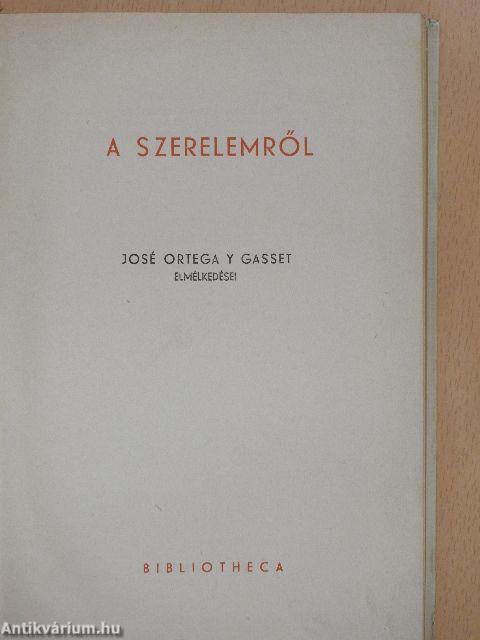 A SZERELEMRŐL
JOSÉ ORTEGA Y GASSET
ELMÉLKEDÉSEI
BIBLIOTHECA
Antikvárium.hu